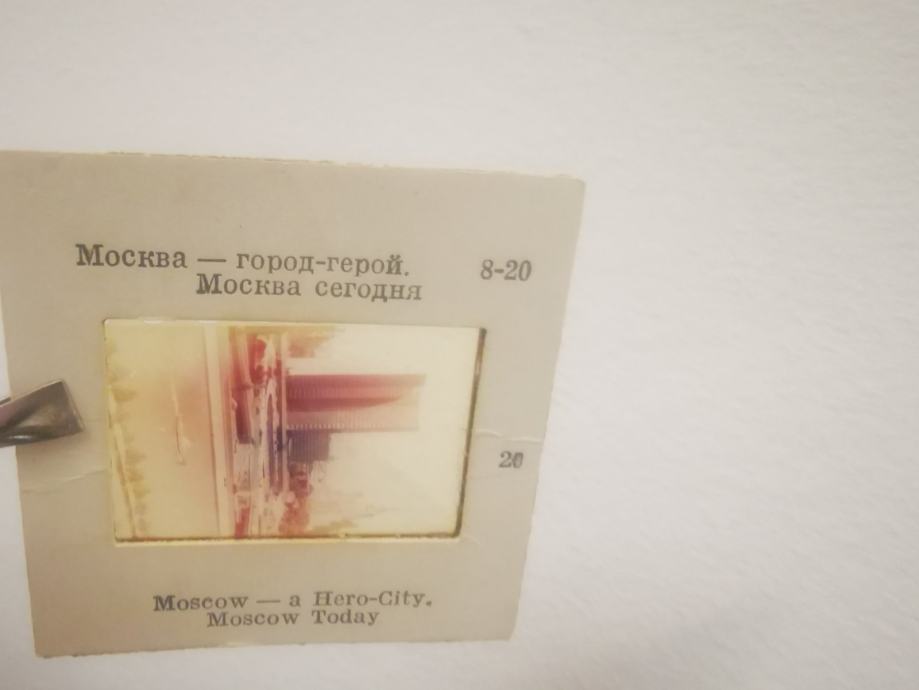 Москва — город-герой. 8-20
Москва сегодня
20
Moscow — a Hero-City.
Moscow Today